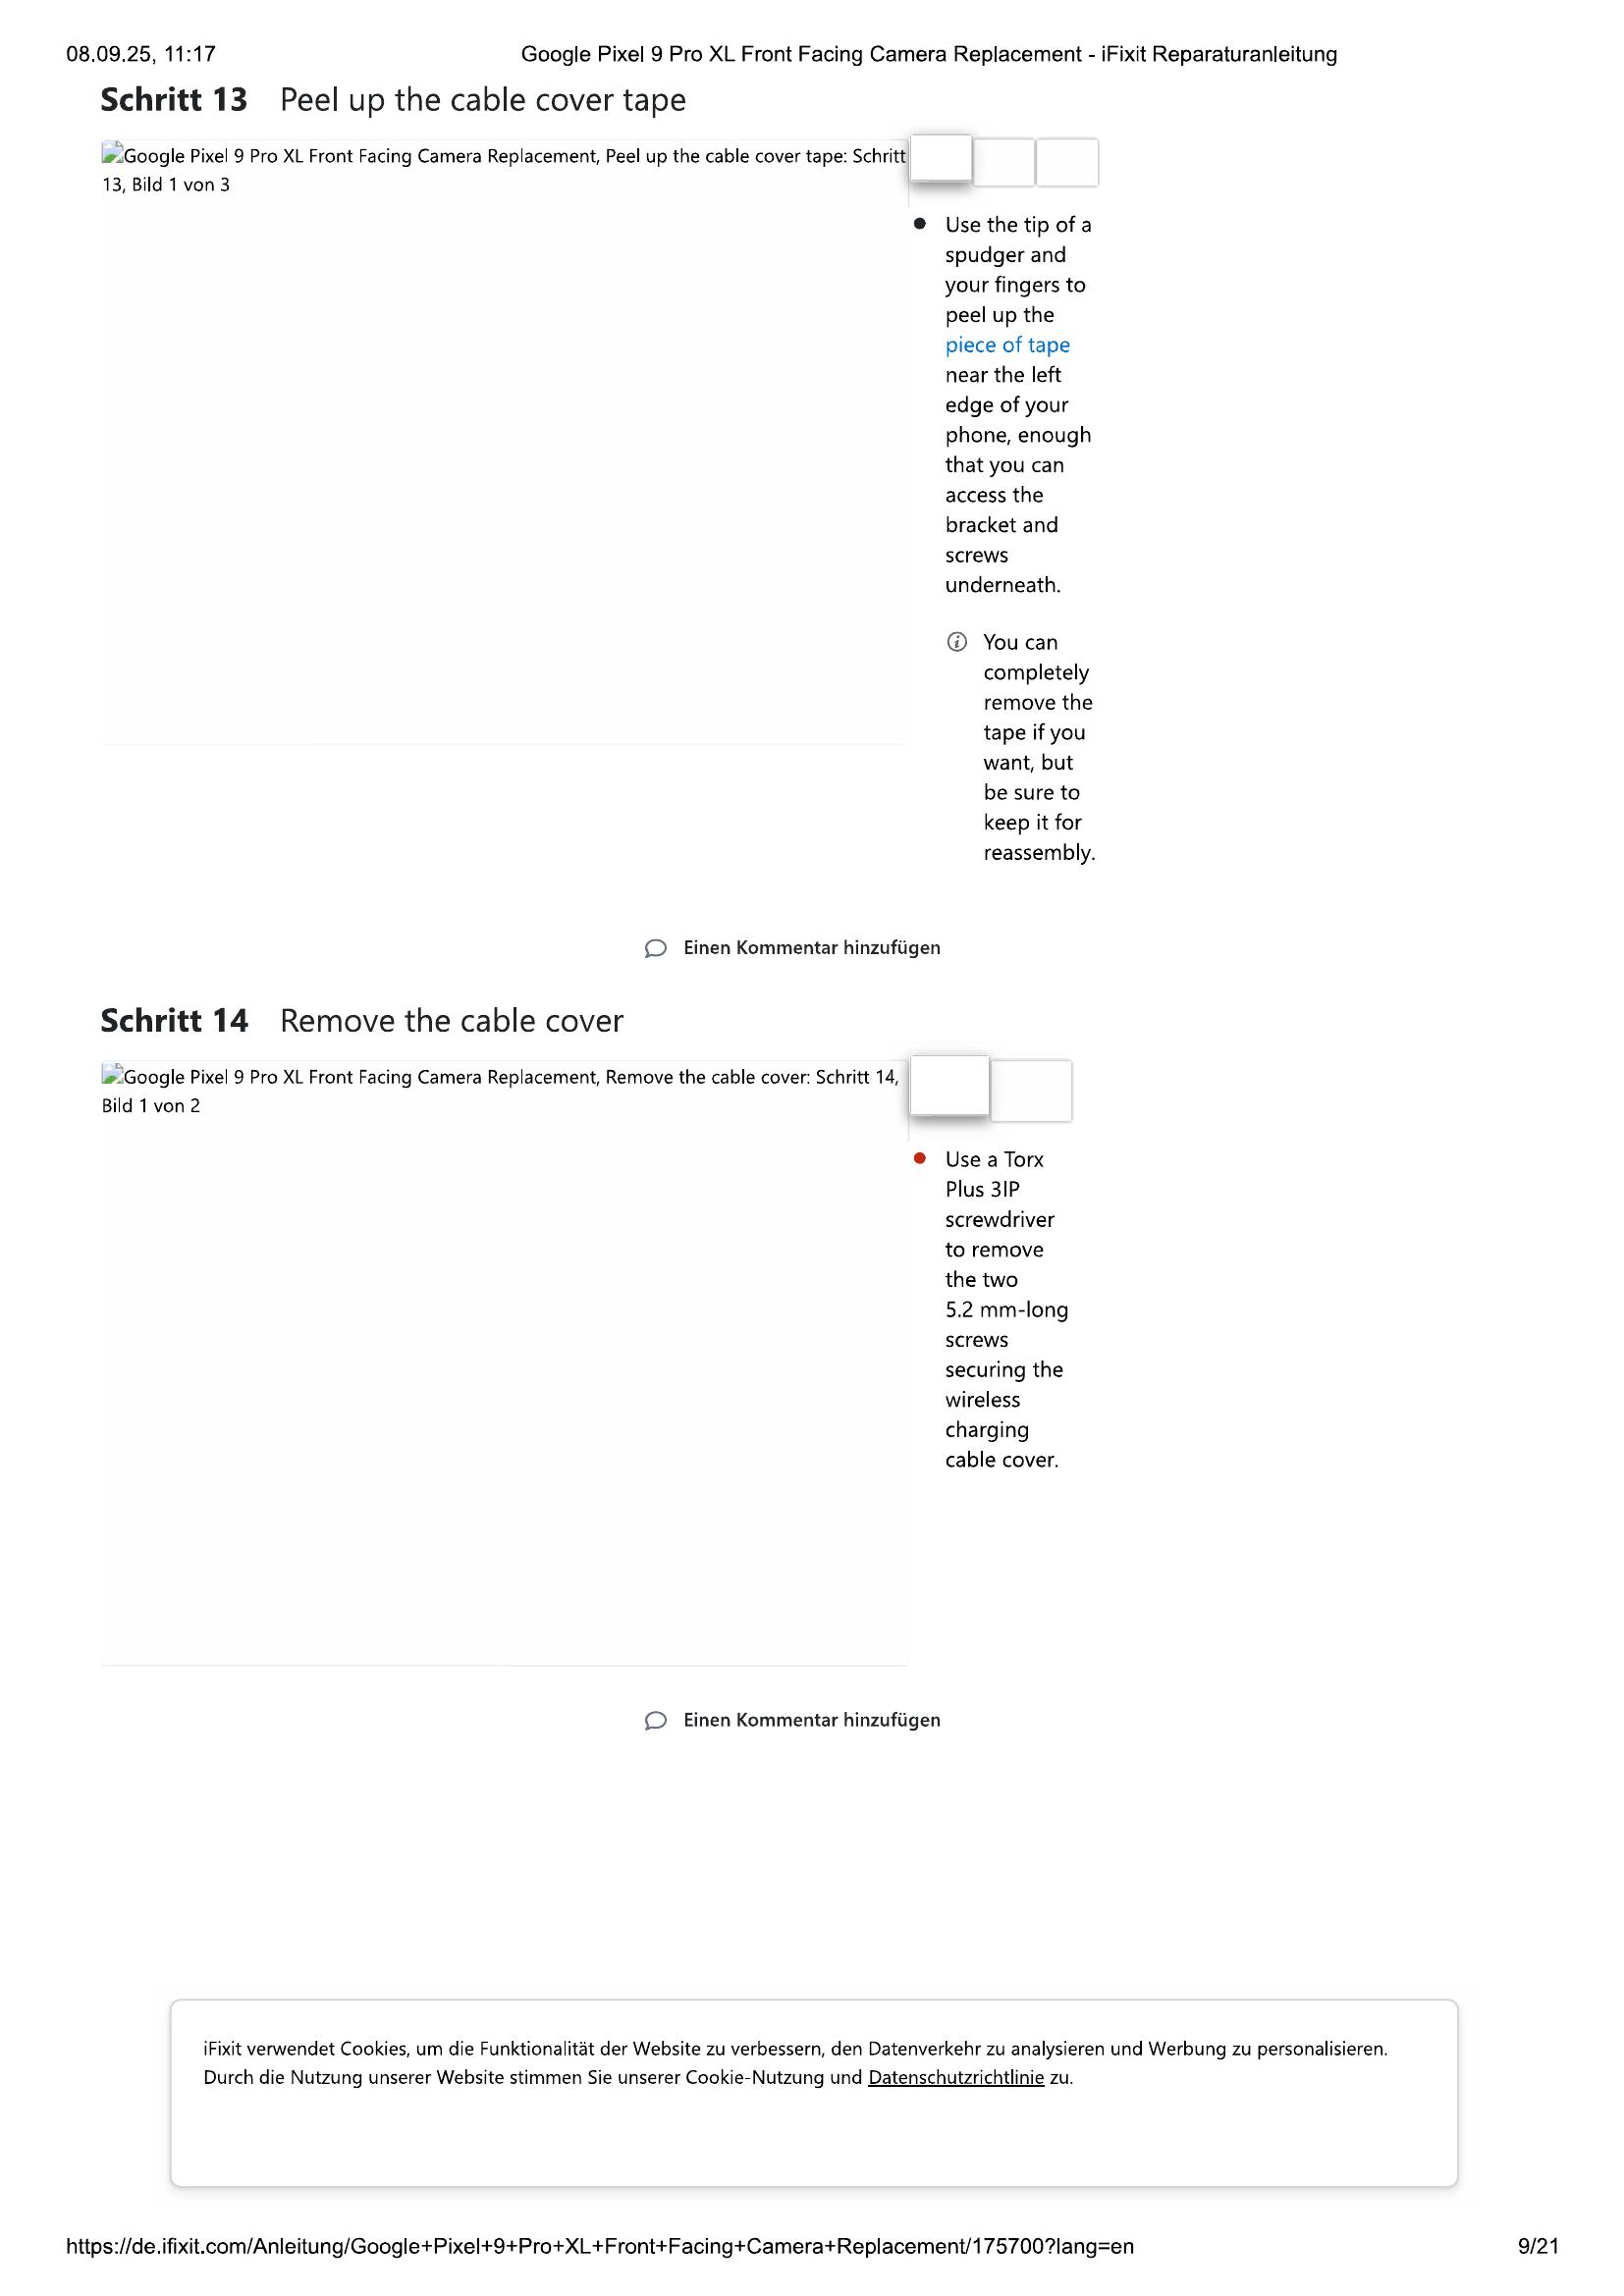 08.09.25, 11:17
Google Pixel 9 Pro XL Front Facing Camera Replacement - iFixit Reparaturanleitung
Schritt 13 Peel up the cable cover tape
Google Pixel 9 Pro XL Front Facing Camera Replacement, Peel up the cable cover tape: Schritt
13, Bild 1 von 3
Use the tip of a
spudger and
your fingers to
peel up the
piece of tape
near the left
edge of your
phone, enough
that you can
access the
bracket and
screws
underneath.
You can
completely
remove the
tape if you
want, but
be sure to
keep it for
reassembly.
Einen Kommentar hinzufügen
Schritt 14 Remove the cable cover
Google Pixel 9 Pro XL Front Facing Camera Replacement, Remove the cable cover: Schritt 14,
Bild 1 von 2
Use a Torx
Plus 3IP
screwdriver
to remove
the two
5.2 mm-long
screws
securing the
wireless
charging
cable cover.
Einen Kommentar hinzufügen
iFixit verwendet Cookies, um die Funktionalität der Website zu verbessern, den Datenverkehr zu analysieren und Werbung zu personalisieren.
Durch die Nutzung unserer Website stimmen Sie unserer Cookie-Nutzung und Datenschutzrichtlinie zu.
https://de.ifixit.com/Anleitung/Google+Pixel+9+Pro+XL+Front+Facing+Camera+Replacement/175700?lang=en
9/21